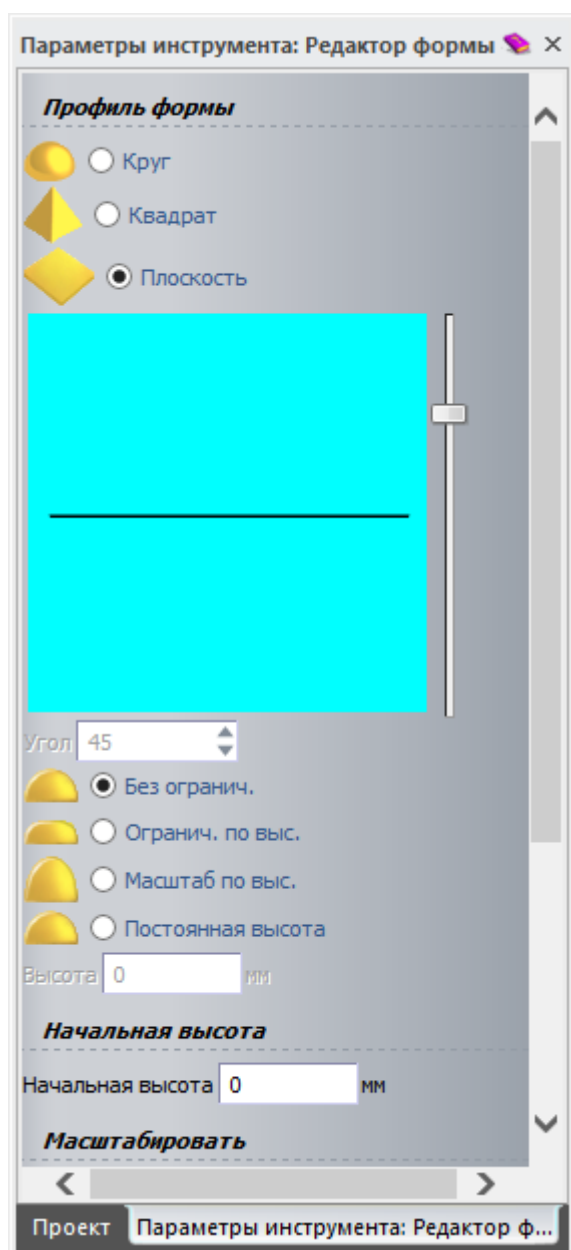 Параметры инструмента: Редактор формы
Профиль формы
Круг
Квадрат
Плоскость
Угол 45
Без огранич.
Огранич. по выс.
Масштаб по выс.
Постоянная высота
Высота 0 мм
Начальная высота
Начальная высота 0 мм
Масштабировать
Проект Параметры инструмента: Редактор ф...